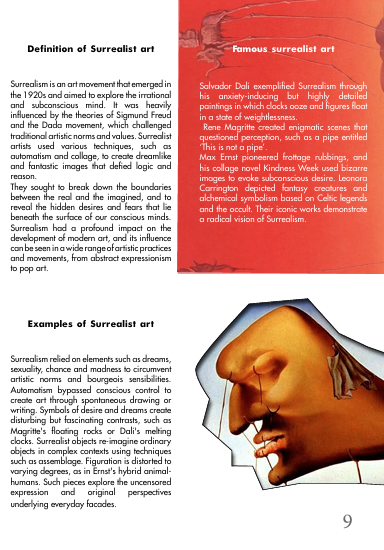 Definition of Surrealist art
Surrealism is an art movement that emerged in
the 1920s and aimed to explore the irrational
and subconscious mind. It was heavily
influenced by the theories of Sigmund Freud
and the Dada movement, which challenged
traditional artistic norms and values. Surrealist
artists used various techniques, such as
automatism and collage, to create dreamlike
and fantastic images that defied logic and
reason.
They sought to break down the boundaries
between the real and the imagined, and to
reveal the hidden desires and fears that lie
beneath the surface of our conscious minds.
Surrealism had a profound impact on the
development of modern art, and its influence
can be seen in a wide range of artistic practices
and movements, from abstract expressionism
to pop art.
Famous surrealist art
Salvador Dali exemplified Surrealism through
his anxiety-inducing but highly detailed
paintings in which clocks ooze and figures float
in a state of weightlessness.
Rene Magritte created enigmatic scenes that
questioned perception, such as a pipe entitled
'This is not a pipe'.
Max Ernst pioneered frottage rubbings, and
his collage novel Kindness Week used bizarre
images to evoke subconscious desire. Leonora
Carrington depicted fantasy creatures and
alchemical symbolism based on Celtic legends
and the occult. Their iconic works demonstrate
a radical vision of Surrealism.
Examples of Surrealist art
Surrealism relied on elements such as dreams,
sexuality, chance and madness to circumvent
artistic norms and bourgeois sensibilities.
Automatism bypassed conscious control to
create art through spontaneous drawing or
writing. Symbols of desire and dreams create
disturbing but fascinating contrasts, such as
Magritte's floating rocks or Dali's melting
clocks. Surrealist objects re-imagine ordinary
objects in complex contexts using techniques
such as assemblage. Figuration is distorted to
varying degrees, as in Ernst's hybrid animal-
humans. Such pieces explore the uncensored
expression and original perspectives
underlying everyday facades.
9